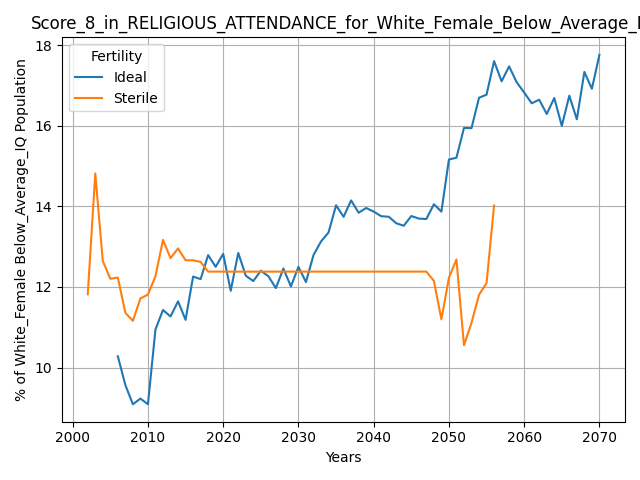 Score_8_in_RELIGIOUS_ATTENDANCE_for_White_Female_Below_Average_I
Fertility
Ideal
Sterile
% of White_Female Below_Average_IQ Population
18
16
14
12
10
2000 2010 2020 2030 2040 2050 2060 2070
Years